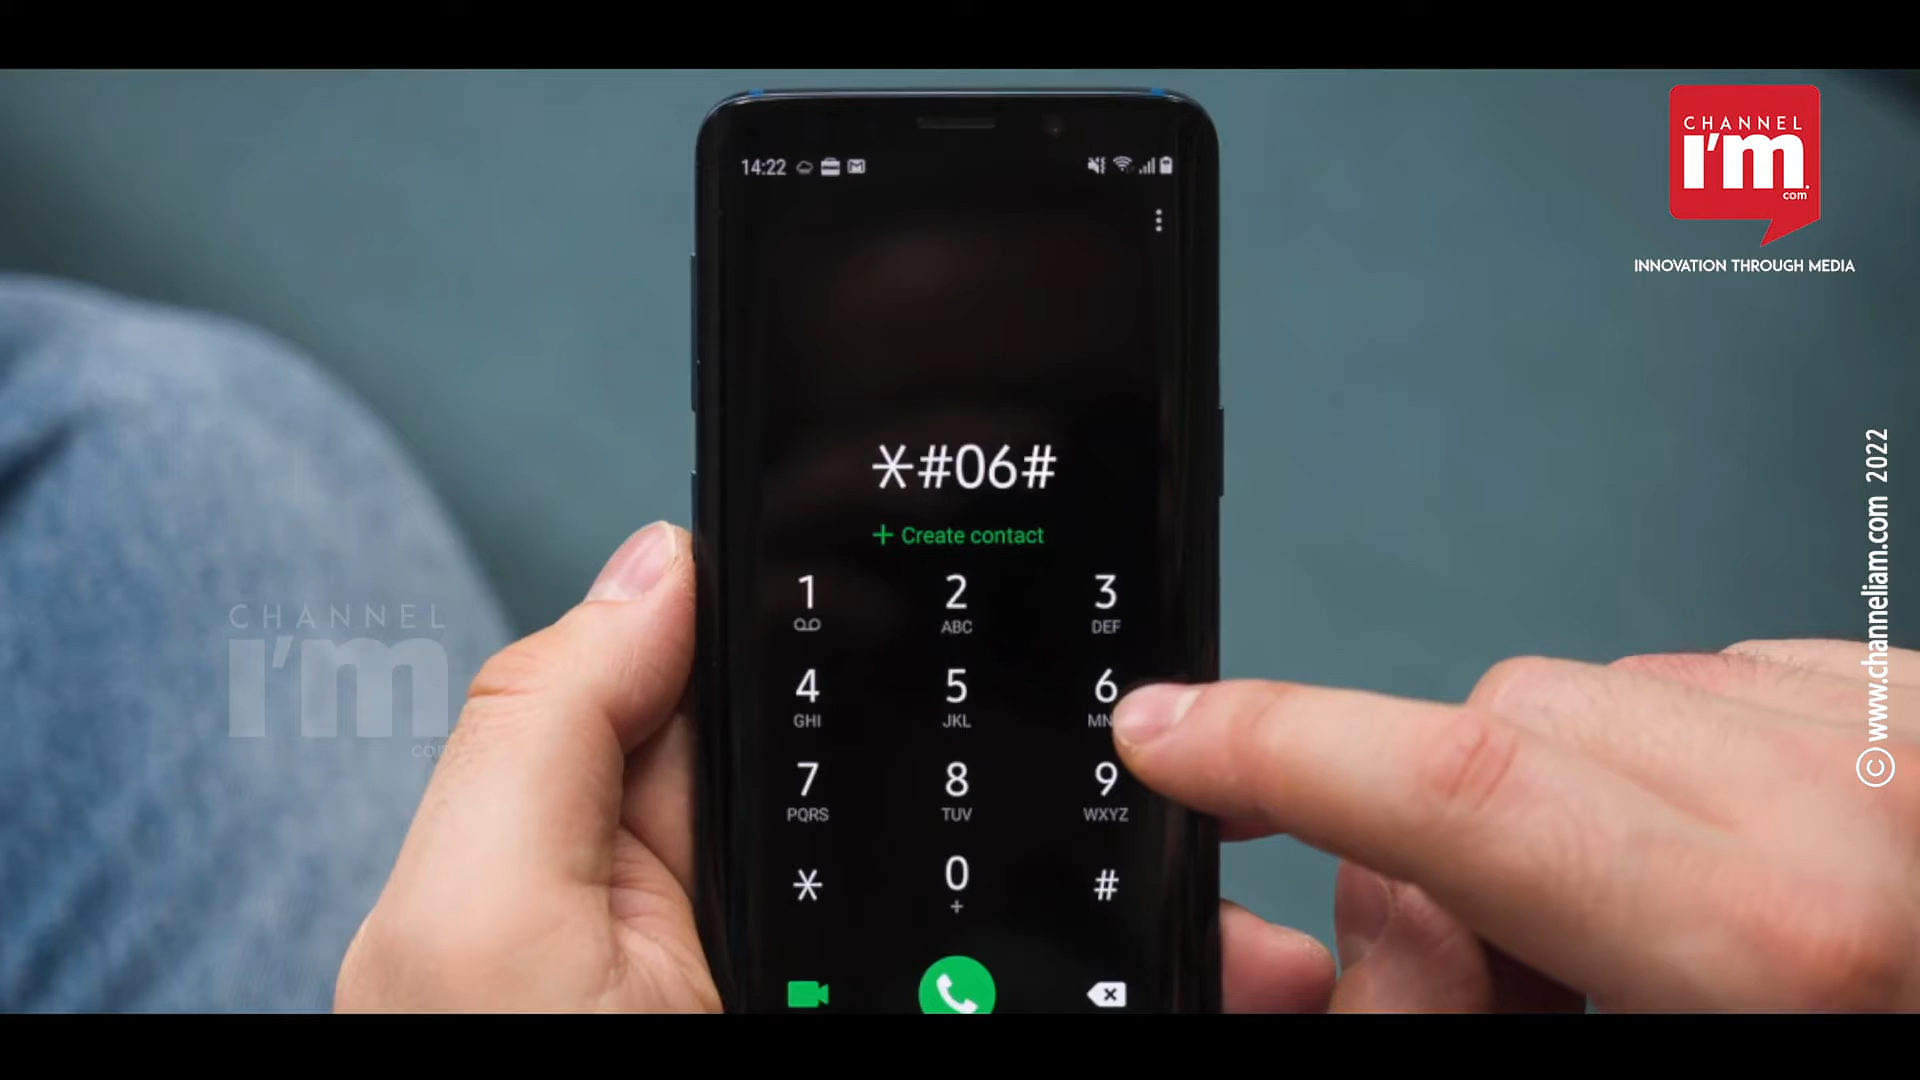 14:22
*#06#
+ Create contact
1 2 3
ABC DEF
4 5 6
GHI JKL MN
7 8 9
PQRS TUV WXYZ
* 0 #
+
CHANNEL
i'm
.com
INNOVATION THROUGH MEDIA
© www.channeliam.com 2022
CHANNEL
i'm